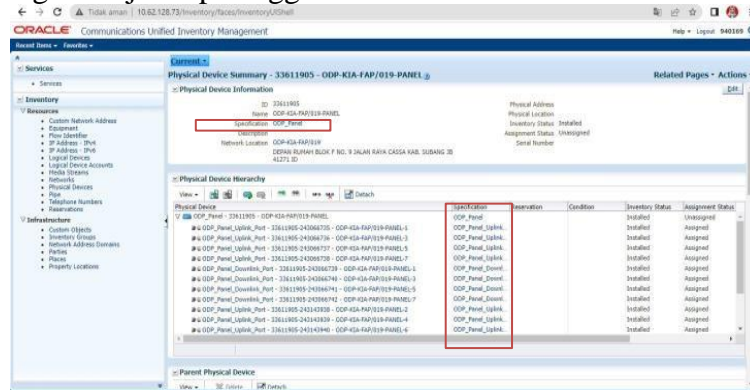 Tidak aman | 10.62.128.73/Inventory/faces/InventoryUIShell
ORACLE Communications Unified Inventory Management
Help Logout 940169
Recent Items Favorites
Services
Services
Inventory
Resources
Custom Network Address
Equipment
Flow Identifier
IP Address - IPv4
IP Address - IPv6
Logical Devices
Logical Device Accounts
Media Streams
Networks
Physical Devices
Pipe
Telephone Numbers
Reservations
Infrastructure
Custom Objects
Inventory Groups
Network Address Domains
Parties
Places
Property Locations
Current
Physical Device Summary - 33611905 - ODP-KIA-FAP/019-PANEL
Related Pages Actions
Physical Device Information
Edit
ID 33611905
Name ODP-KIA-FAP/019-PANEL
Specification ODP_Panel
Description
Network Location ODP-KIA-FAP/019
DEPAN RUMAH BLOK F NO. 9 JALAN RAYA CASSA KAB. SUBANG JB
41271 ID
Physical Address
Physical Location
Inventory Status Installed
Assignment Status Unassigned
Serial Number
Physical Device Hierarchy
View Detach
Physical Device Specification Reservation Condition Inventory Status Assignment Status
ODP_Panel - 33611905 - ODP-KIA-FAP/019-PANEL ODP_Panel Installed Unassigned
ODP_Panel_Uplink_Port - 33611905-243066735 - ODP-KIA-FAP/019-PANEL-1 ODP_Panel_Uplink... Installed Assigned
ODP_Panel_Uplink_Port - 33611905-243066736 - ODP-KIA-FAP/019-PANEL-3 ODP_Panel_Uplink... Installed Assigned
ODP_Panel_Uplink_Port - 33611905-243066737 - ODP-KIA-FAP/019-PANEL-5 ODP_Panel_Uplink... Installed Assigned
ODP_Panel_Uplink_Port - 33611905-243066738 - ODP-KIA-FAP/019-PANEL-7 ODP_Panel_Uplink... Installed Assigned
ODP_Panel_Downlink_Port - 33611905-243066739 - ODP-KIA-FAP/019-PANEL-1 ODP_Panel_Downl... Installed Assigned
ODP_Panel_Downlink_Port - 33611905-243066740 - ODP-KIA-FAP/019-PANEL-3 ODP_Panel_Downl... Installed Assigned
ODP_Panel_Downlink_Port - 33611905-243066741 - ODP-KIA-FAP/019-PANEL-5 ODP_Panel_Downl... Installed Assigned
ODP_Panel_Downlink_Port - 33611905-243066742 - ODP-KIA-FAP/019-PANEL-7 ODP_Panel_Downl... Installed Assigned
ODP_Panel_Uplink_Port - 33611905-243143938 - ODP-KIA-FAP/019-PANEL-2 ODP_Panel_Uplink... Installed Assigned
ODP_Panel_Uplink_Port - 33611905-243143939 - ODP-KIA-FAP/019-PANEL-4 ODP_Panel_Uplink... Installed Assigned
ODP_Panel_Uplink_Port - 33611905-243143940 - ODP-KIA-FAP/019-PANEL-6 ODP_Panel_Uplink... Installed Assigned
Parent Physical Device
View Delete Detach